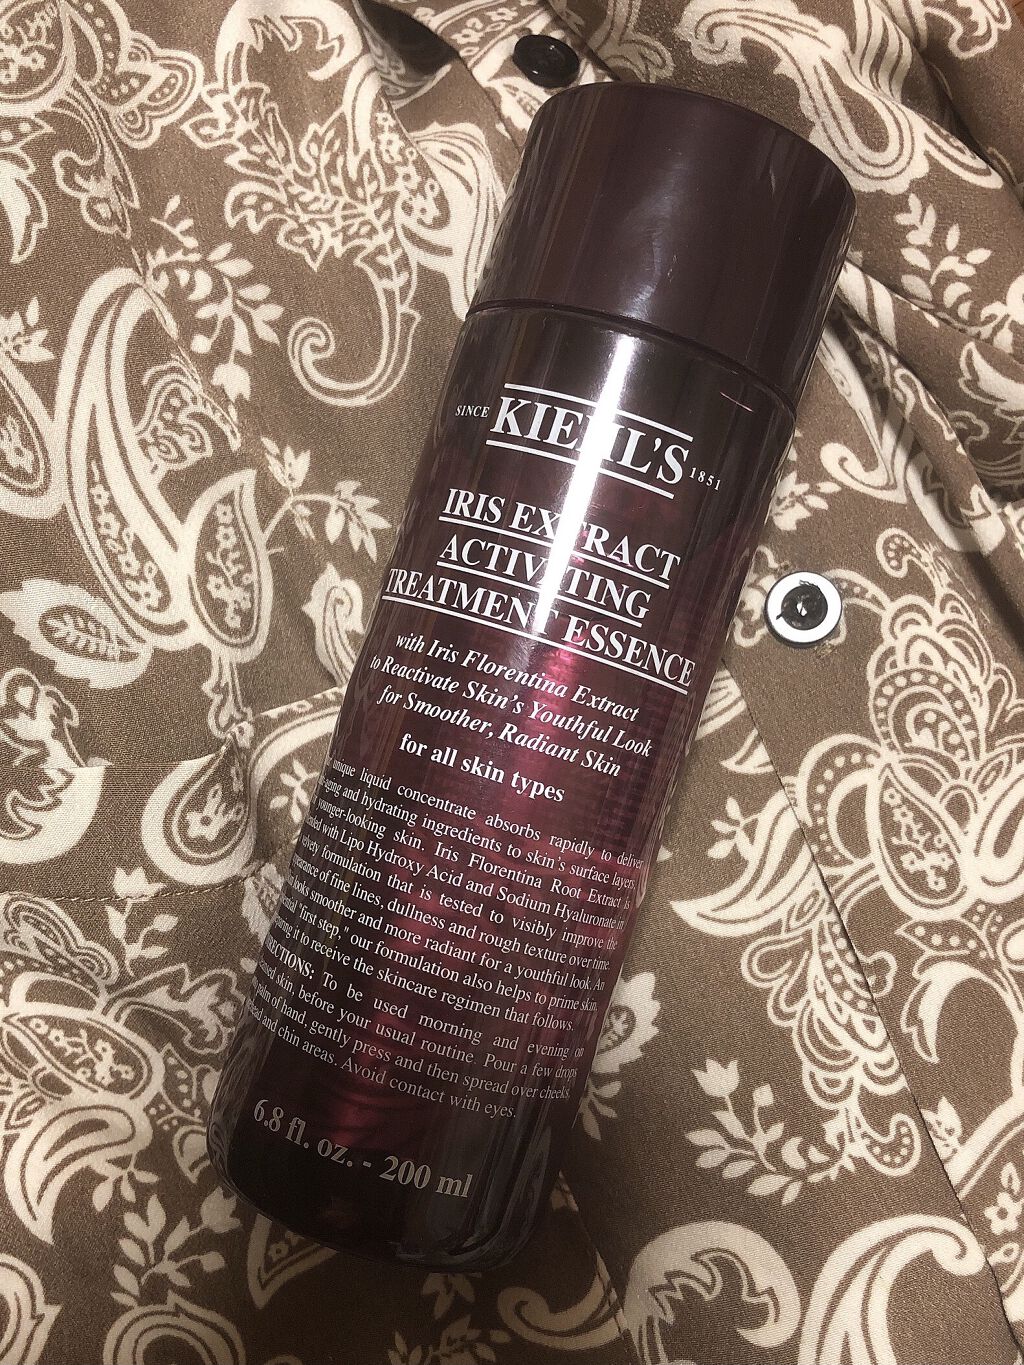 SINCE KIEHL'S 1851
IRIS EXTRACT
ACTIVATING
TREATMENT ESSENCE
with Iris Florentina Extract
to Reactivate Skin's Youthful Look
for Smoother, Radiant Skin
for all skin types
unique liquid concentrate absorbs rapidly to deliver
-aging and hydrating ingredients to skin's surface layers,
younger-looking skin. Iris Florentina Root Extract is
with Lipo Hydroxy Acid and Sodium Hyaluronate in
velvety formulation that is tested to visibly improve the
of fine lines, dullness and rough texture over time.
looks smoother and more radiant for a youthful look. An
"first step," our formulation also helps to prime skin,
it to receive the skincare regimen that follows.
DIRECTIONS: To be used morning and evening on
skin, before your usual routine. Pour a few drops
palm of hand, gently press and then spread over cheeks,
and chin areas. Avoid contact with eyes.
6.8 fl. oz. - 200 ml